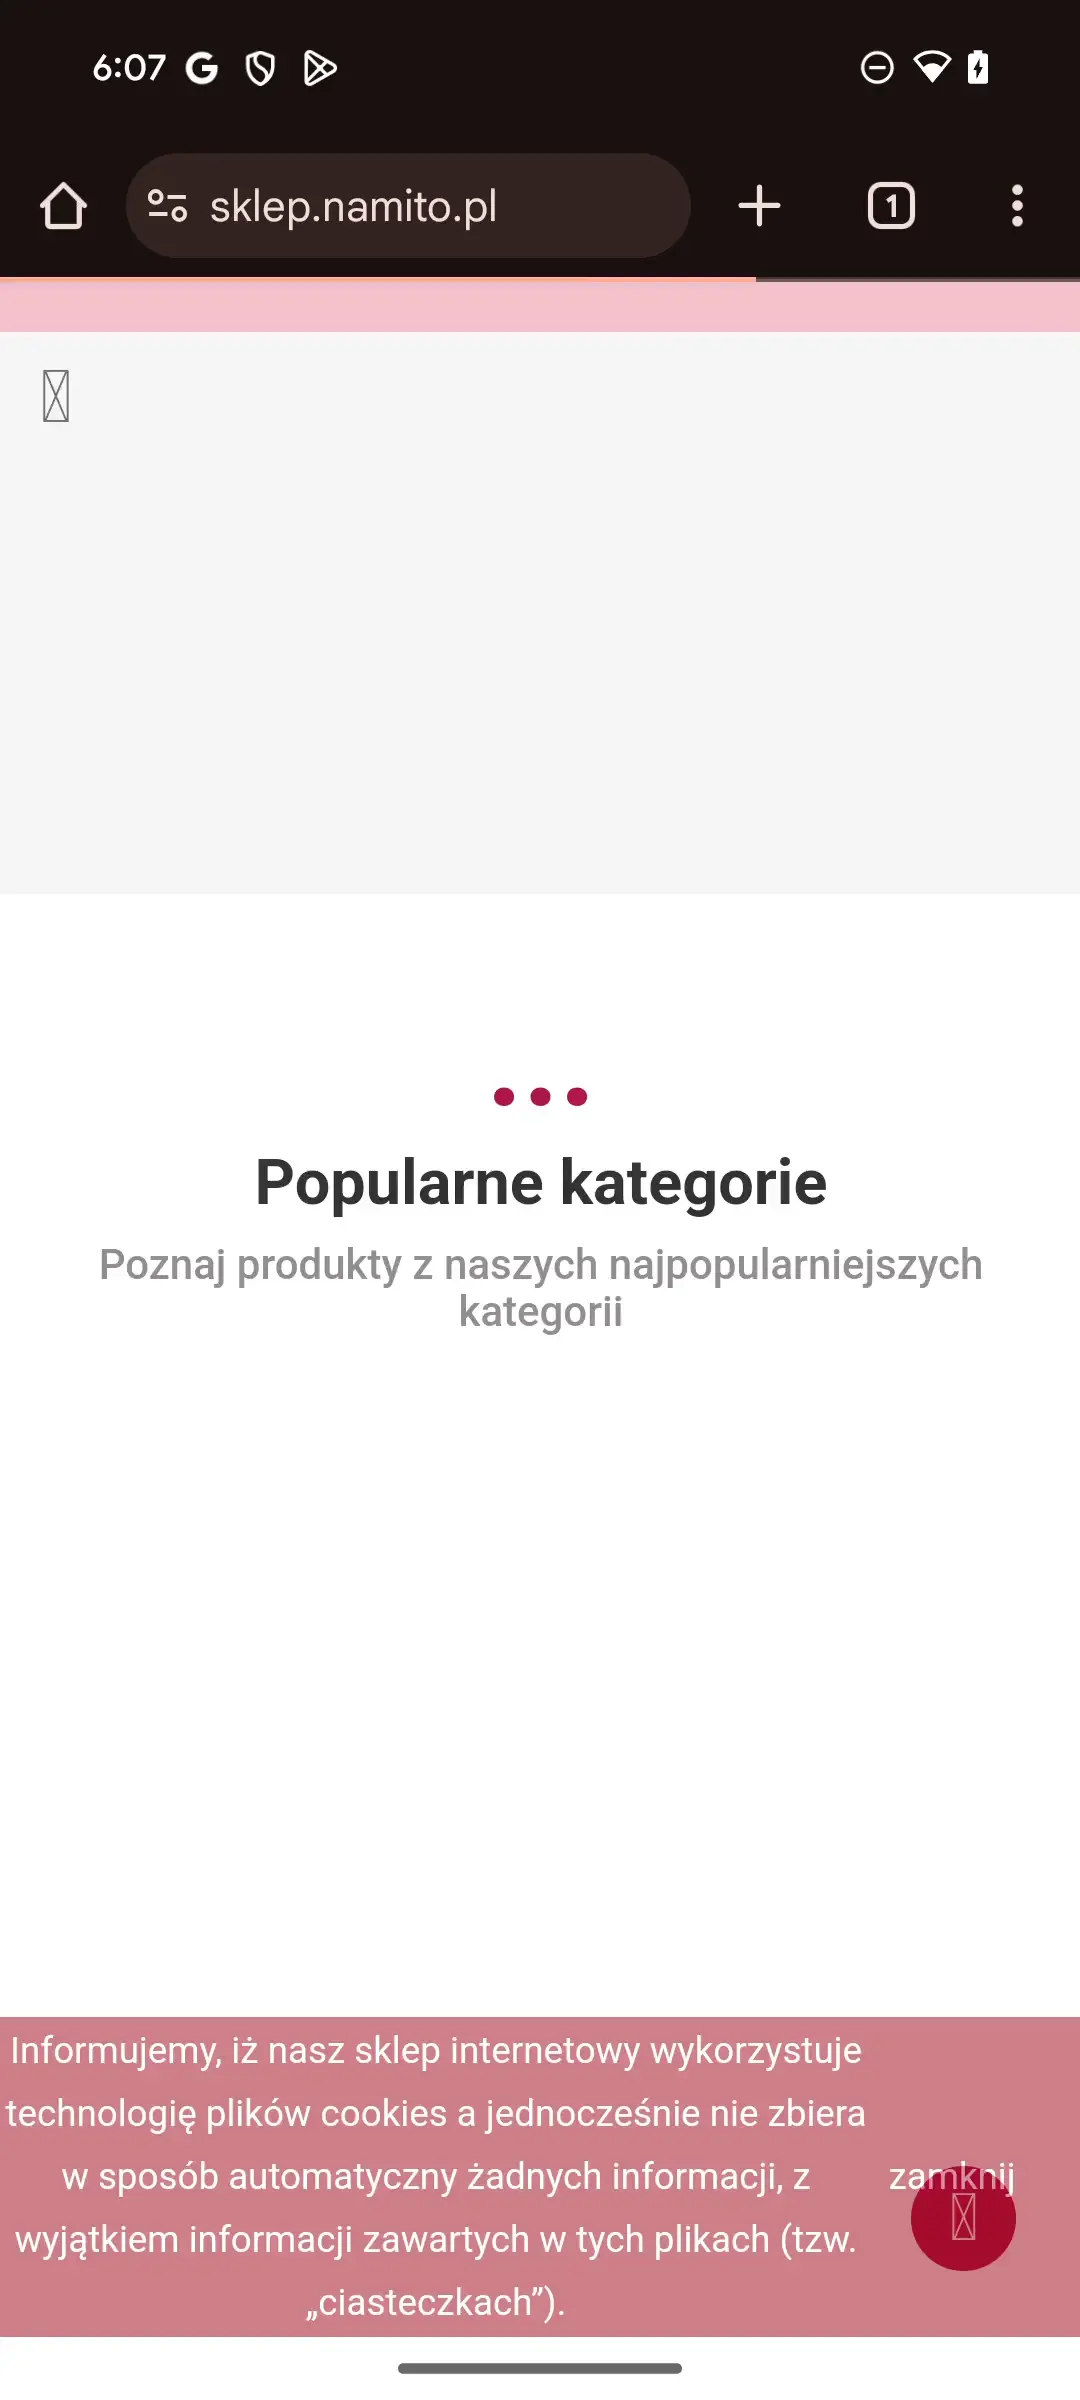 6:07
sklep.namito.pl
1
Popularne kategorie
Poznaj produkty z naszych najpopularniejszych
kategorii
Informujemy, iż nasz sklep internetowy wykorzystuje
technologię plików cookies a jednocześnie nie zbiera
w sposób automatyczny żadnych informacji, z
wyjątkiem informacji zawartych w tych plikach (tzw.
„ciasteczkach”).
zamknij